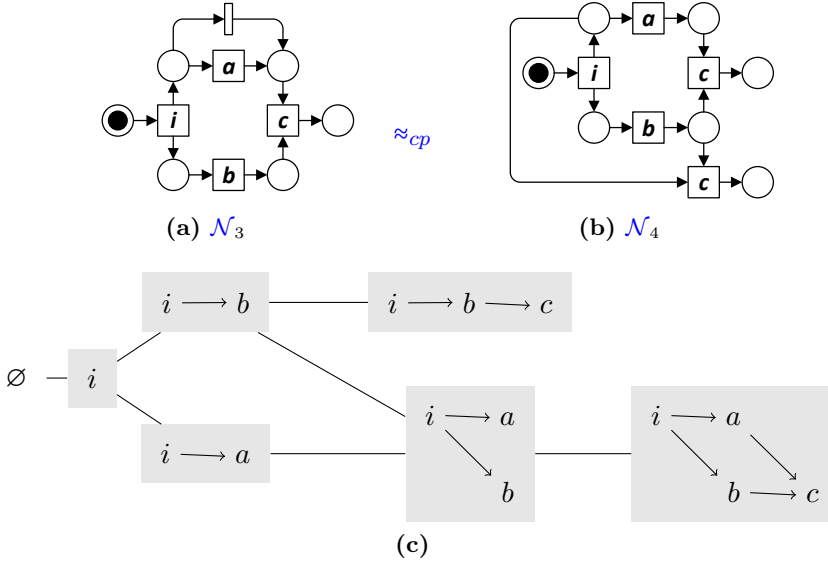 a
a
i
c
i
c
≈cp
b
b
c
(a) 𝒩3
(b) 𝒩4
i → b
i → b → c
∅
i
i → a
b
i → a
i → a
b → c
(c)